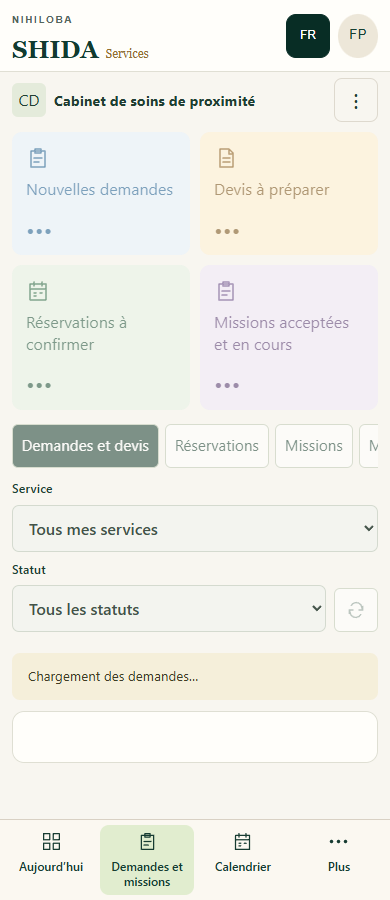 NIHILOBA
SHIDA Services
FR
FP
CD
Cabinet de soins de proximité
Nouvelles demandes
Devis à préparer
Réservations à
confirmer
Missions acceptées
et en cours
Demandes et devis
Réservations
Missions
M
Service
Tous mes services
Statut
Tous les statuts
Chargement des demandes...
Aujourd'hui
Demandes et
missions
Calendrier
Plus